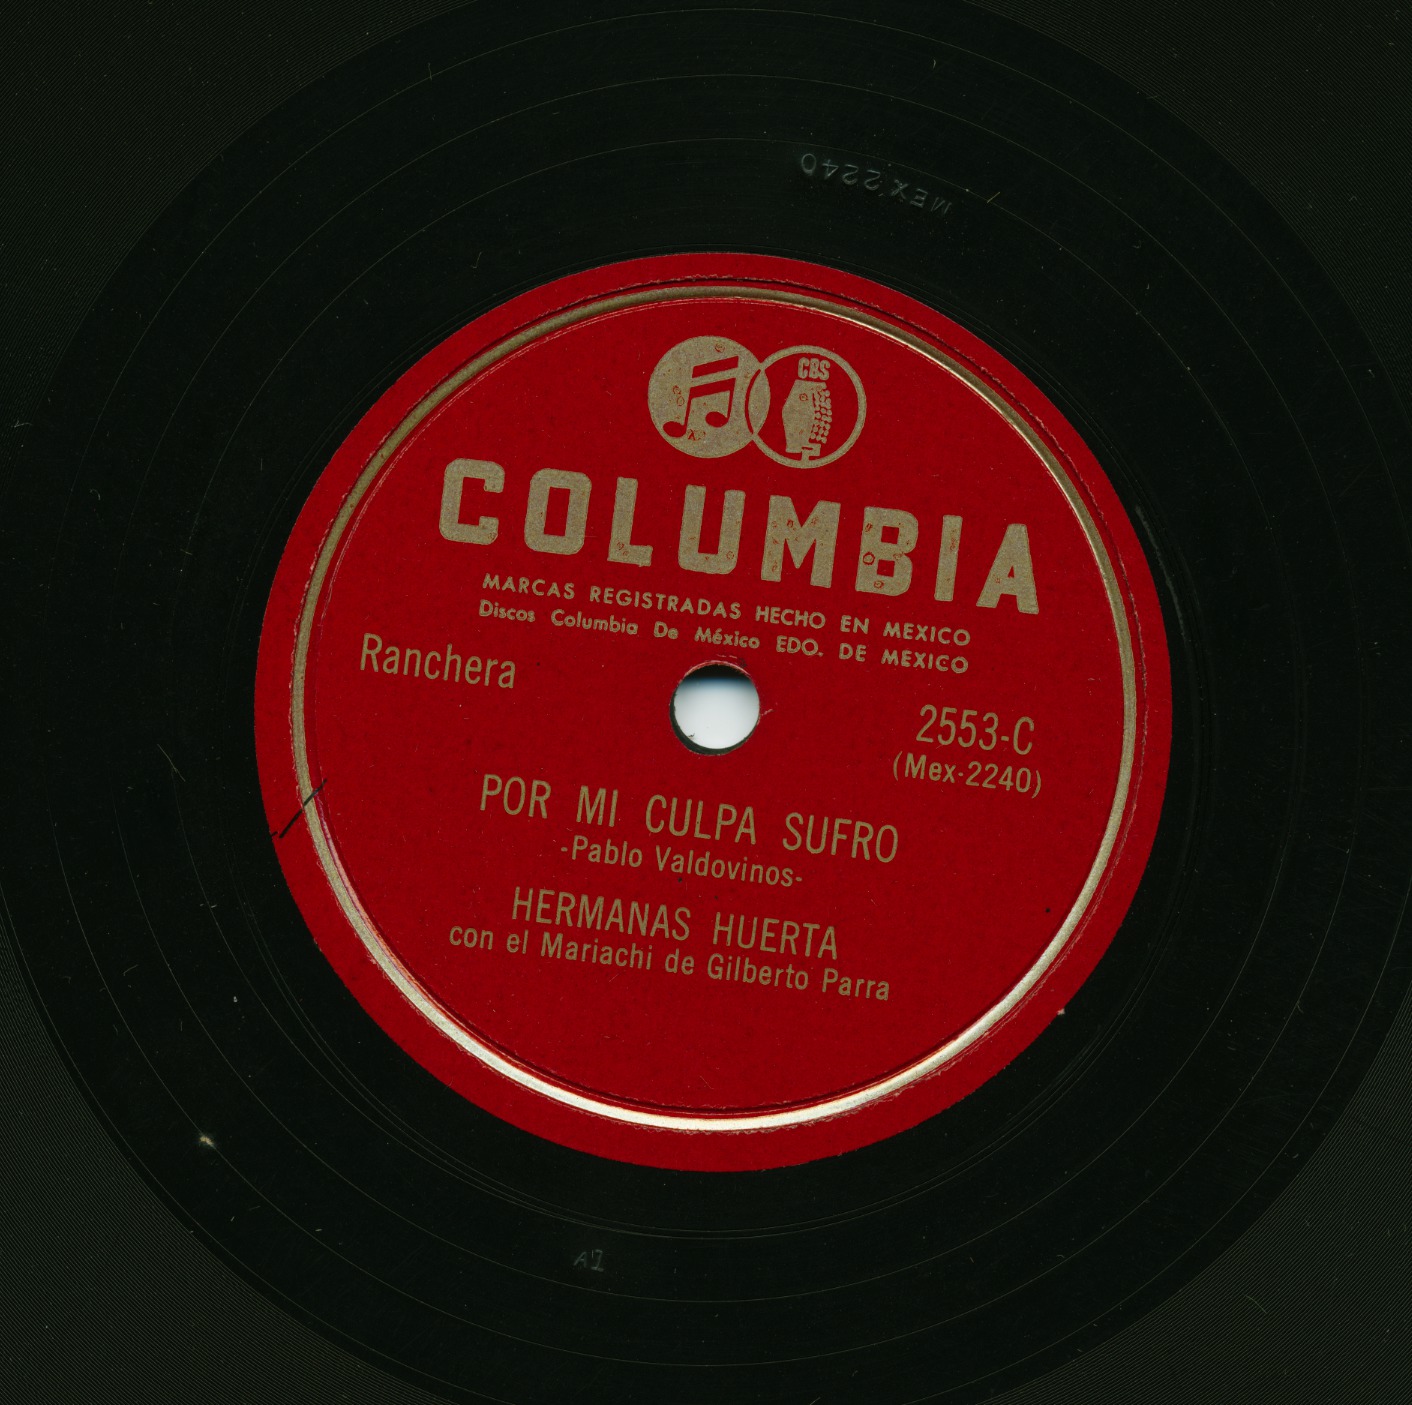 MEX 2240
CBS
COLUMBIA
MARCAS REGISTRADAS HECHO EN MEXICO
Discos Columbia De México EDO. DE MEXICO
Ranchera
2553-C
(Mex-2240)
POR MI CULPA SUFRO
-Pablo Valdovinos-
HERMANAS HUERTA
con el Mariachi de Gilberto Parra
A1